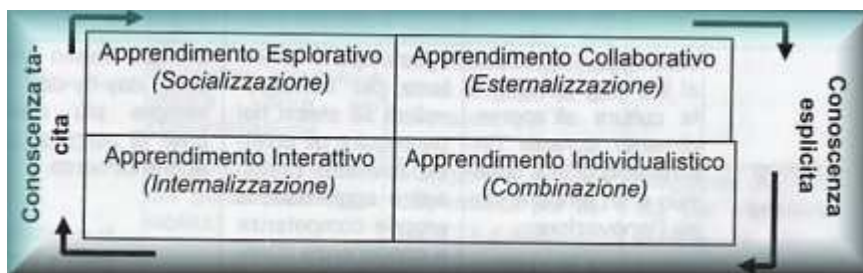 Conoscenza ta-
cita
Apprendimento Esplorativo
(Socializzazione)
Apprendimento Collaborativo
(Esternalizzazione)
Apprendimento Interattivo
(Internalizzazione)
Apprendimento Individualistico
(Combinazione)
Conoscenza
esplicita